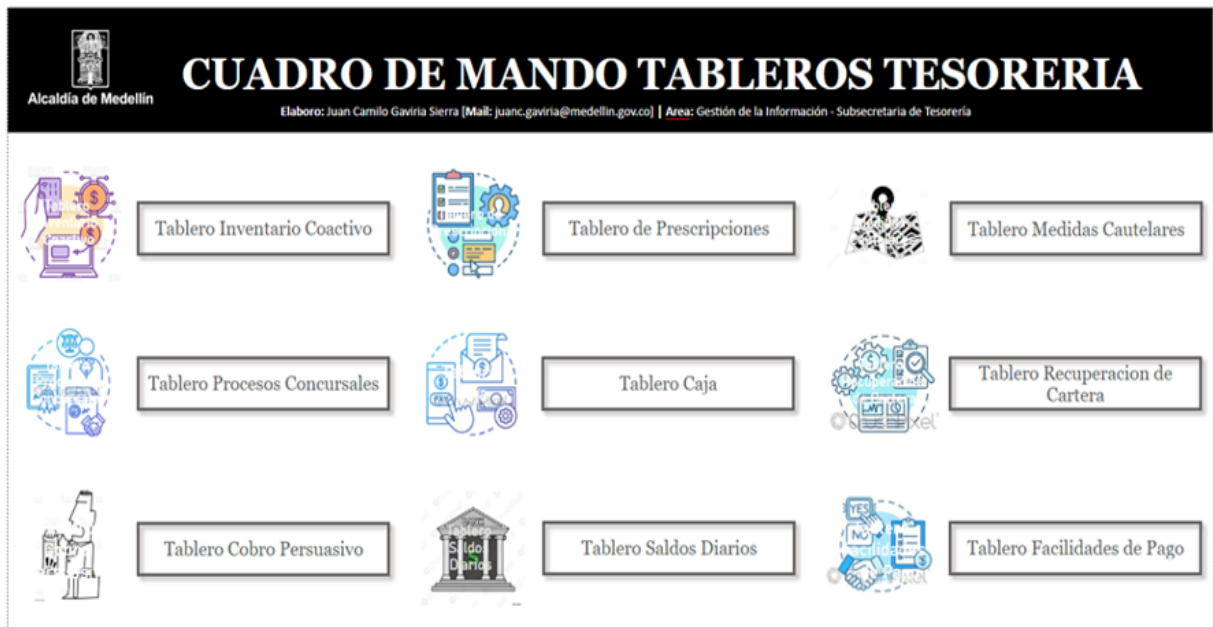 Alcaldía de Medellín
CUADRO DE MANDO TABLEROS TESORERIA
Elaboro: Juan Camilo Gaviria Sierra [Mail: juanc.gaviria@medellin.gov.co] | Area: Gestión de la Información - Subsecretaria de Tesorería
Tablero Inventario Coactivo
Tablero de Prescripciones
Tablero Medidas Cautelares
Tablero Procesos Concursales
PAY
Tablero Caja
Tablero Recuperacion de
Cartera
Tablero Cobro Persuasivo
Tablero
Saldos
Diarios
Tablero Saldos Diarios
YES
NO
Tablero Facilidades de Pago